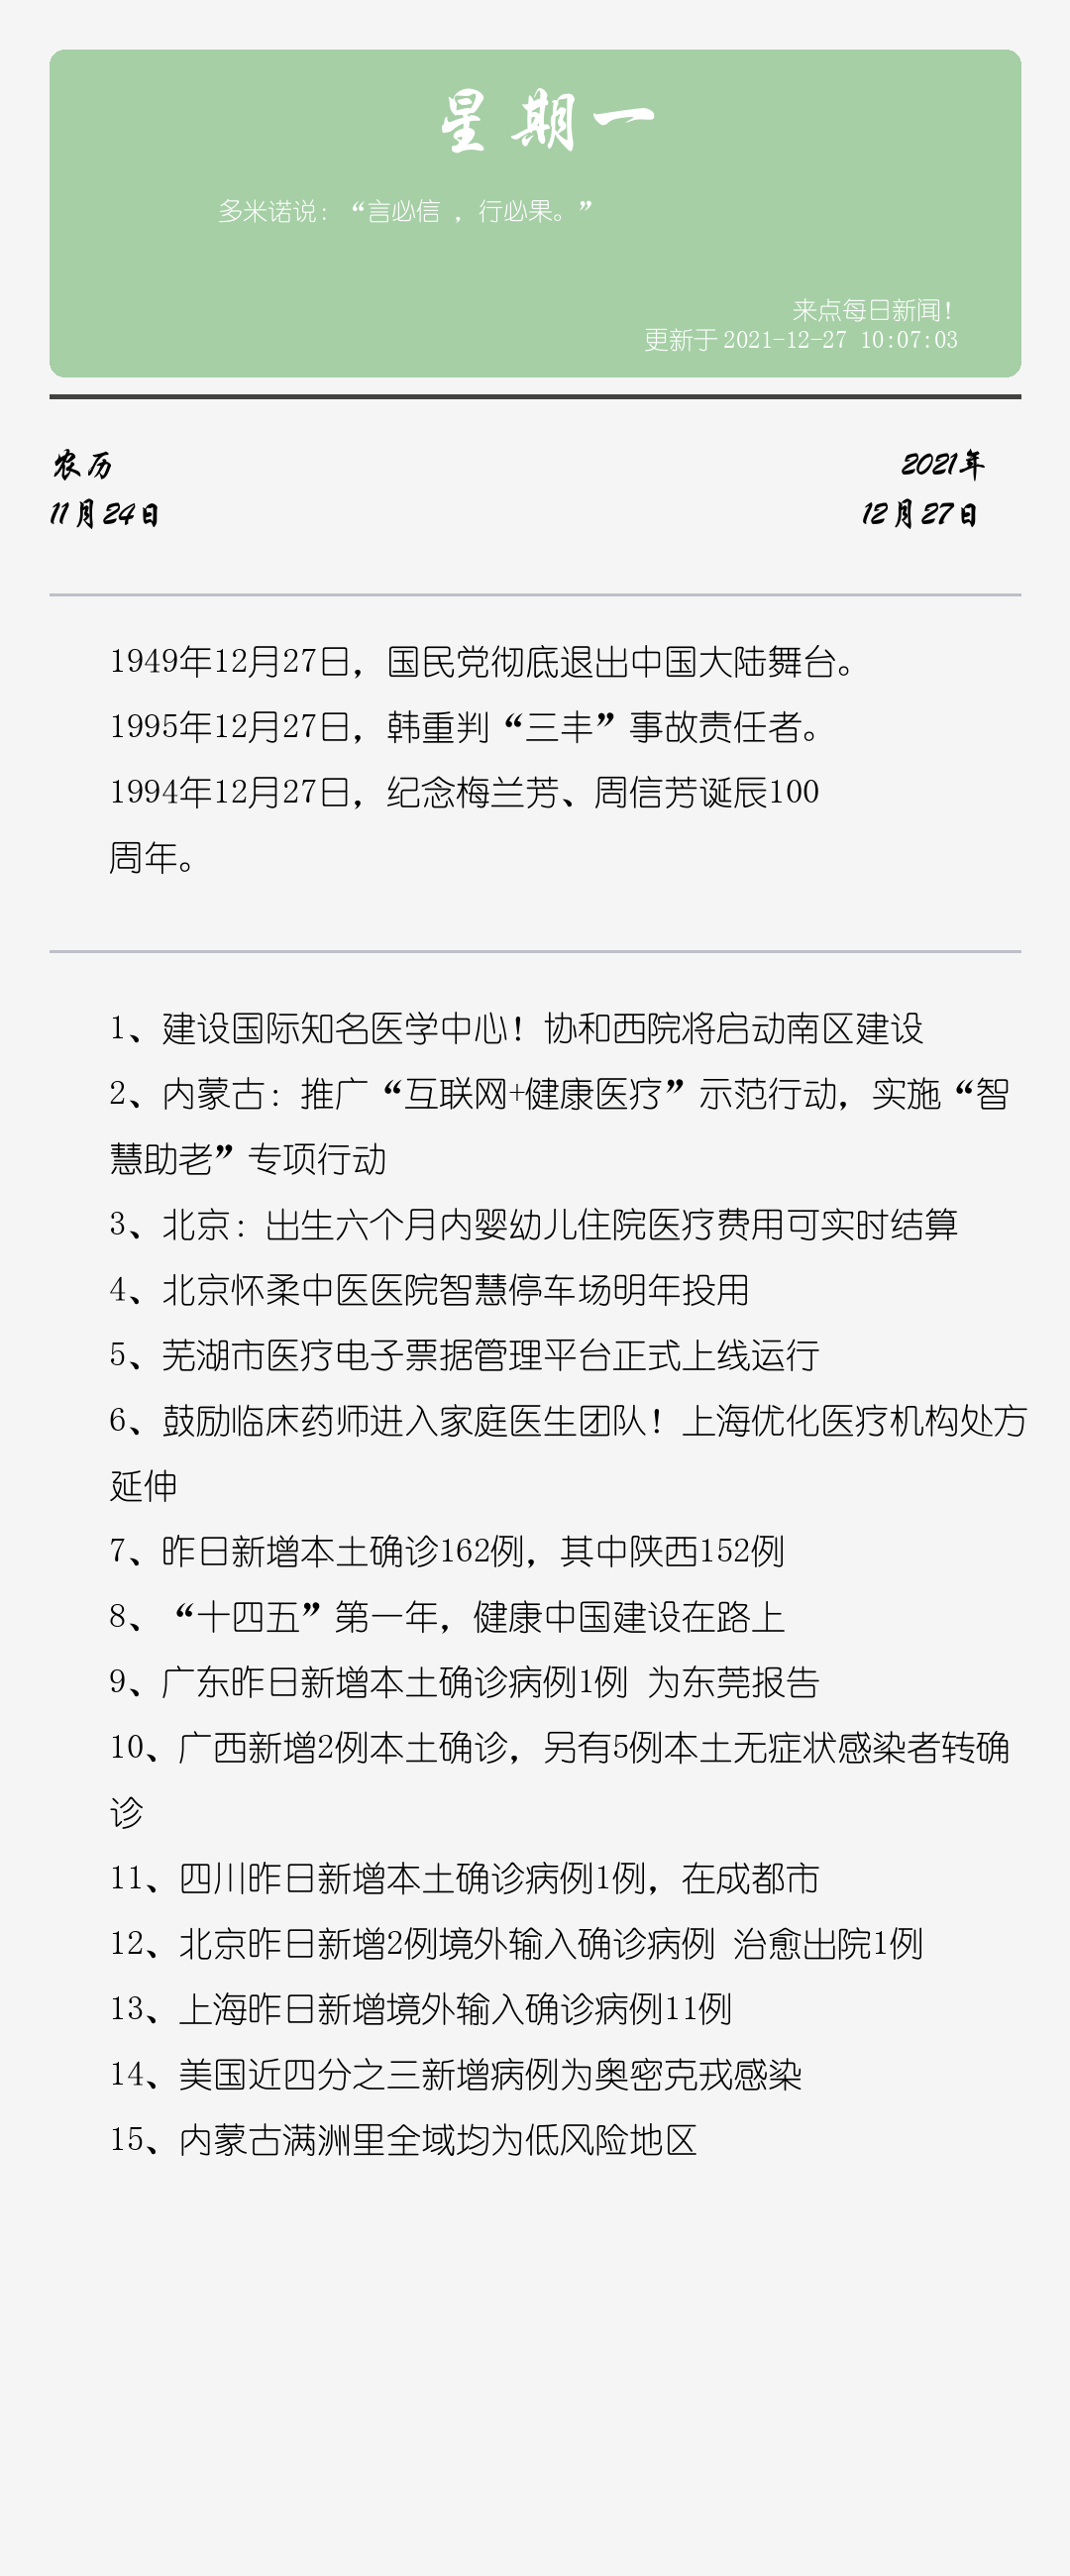 星期一
多米诺说：“言必信 ，行必果。”
来点每日新闻！
更新于2021-12-27 10:07:03
农历
2021年
11月24日
12月27日
1949年12月27日，国民党彻底退出中国大陆舞台。
1995年12月27日，韩重判“三丰”事故责任者。
1994年12月27日，纪念梅兰芳、周信芳诞辰100
周年。
1、建设国际知名医学中心！协和西院将启动南区建设
2、内蒙古：推广“互联网+健康医疗”示范行动，实施“智
慧助老”专项行动
3、北京：出生六个月内婴幼儿住院医疗费用可实时结算
4、北京怀柔中医医院智慧停车场明年投用
5、芜湖市医疗电子票据管理平台正式上线运行
6、鼓励临床药师进入家庭医生团队！上海优化医疗机构处方
延伸
7、昨日新增本土确诊162例，其中陕西152例
8、“十四五”第一年，健康中国建设在路上
9、广东昨日新增本土确诊病例1例 为东莞报告
10、广西新增2例本土确诊，另有5例本土无症状感染者转确
诊
11、四川昨日新增本土确诊病例1例，在成都市
12、北京昨日新增2例境外输入确诊病例 治愈出院1例
13、上海昨日新增境外输入确诊病例11例
14、美国近四分之三新增病例为奥密克戎感染
15、内蒙古满洲里全域均为低风险地区